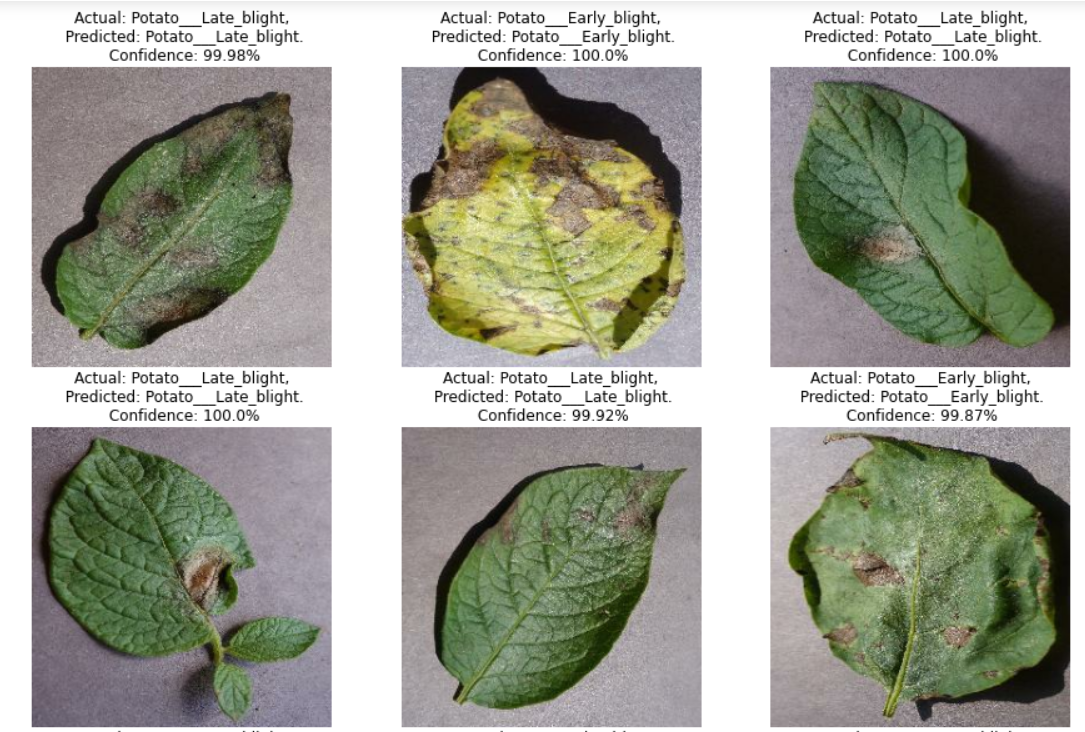 Actual: Potato___Late_blight,
Predicted: Potato___Late_blight.
Confidence: 99.98%
Actual: Potato___Early_blight,
Predicted: Potato___Early_blight.
Confidence: 100.0%
Actual: Potato___Late_blight,
Predicted: Potato___Late_blight.
Confidence: 100.0%
Actual: Potato___Late_blight,
Predicted: Potato___Late_blight.
Confidence: 100.0%
Actual: Potato___Late_blight,
Predicted: Potato___Late_blight.
Confidence: 99.92%
Actual: Potato___Early_blight,
Predicted: Potato___Early_blight.
Confidence: 99.87%